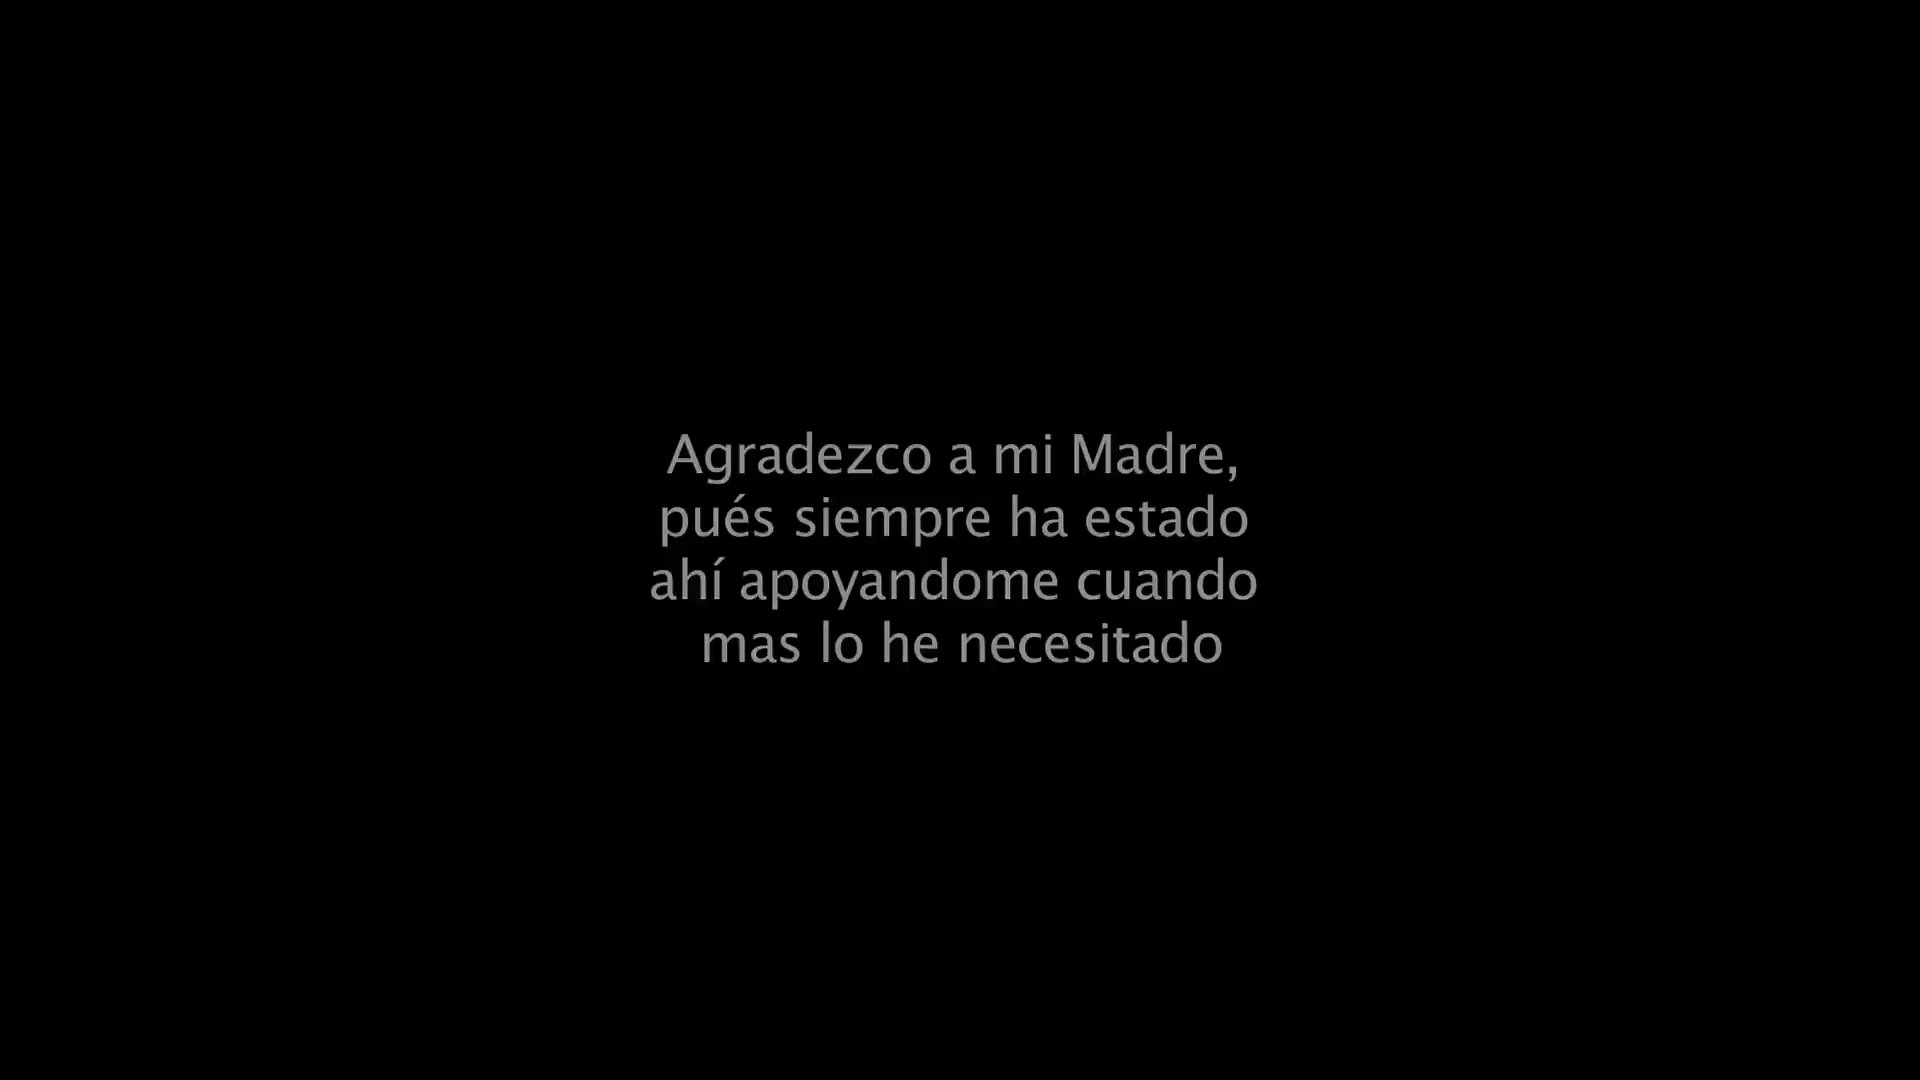 Agradezco a mi Madre,
pués siempre ha estado
ahí apoyandome cuando
mas lo he necesitado